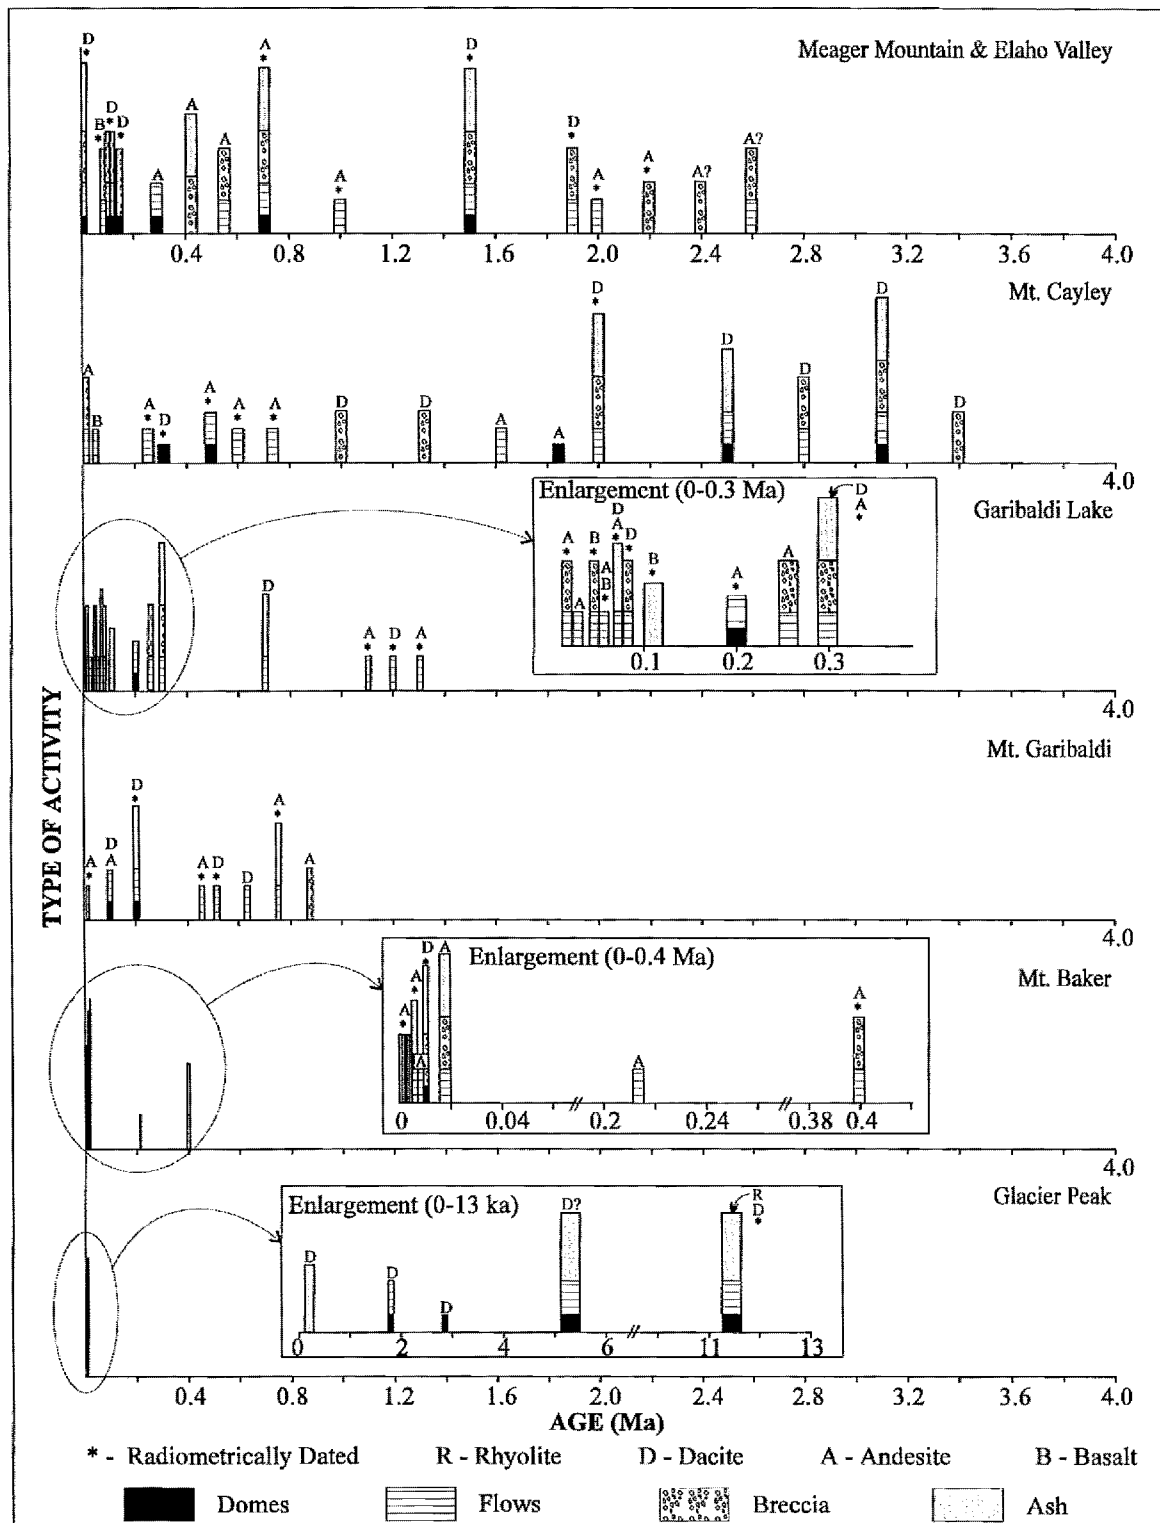 Meager Mountain & Elaho Valley
D * B * D * D * A A A A * A * D * D * A * A * A? A?
0.4 0.8 1.2 1.6 2.0 2.4 2.8 3.2 3.6 4.0
Mt. Cayley
A B A * D * A * A * A * D D A A D * D D D D
4.0
Garibaldi Lake
Enlargement (0-0.3 Ma)
A * A B * A B * D A * D * B * A * A D A *
0.1 0.2 0.3
D A * D * A *
4.0
Mt. Garibaldi
A * D A D * A * D * D A * A
4.0
Mt. Baker
Enlargement (0-0.4 Ma)
A * A * A D * A A A *
0 0.04 0.2 0.24 0.38 0.4
4.0
Glacier Peak
Enlargement (0-13 ka)
D D D D? R D *
0 2 4 6 11 13
0.4 0.8 1.2 1.6 2.0 2.4 2.8 3.2 3.6 4.0
TYPE OF ACTIVITY
AGE (Ma)
* - Radiometrically Dated R - Rhyolite D - Dacite A - Andesite B - Basalt
Domes Flows Breccia Ash